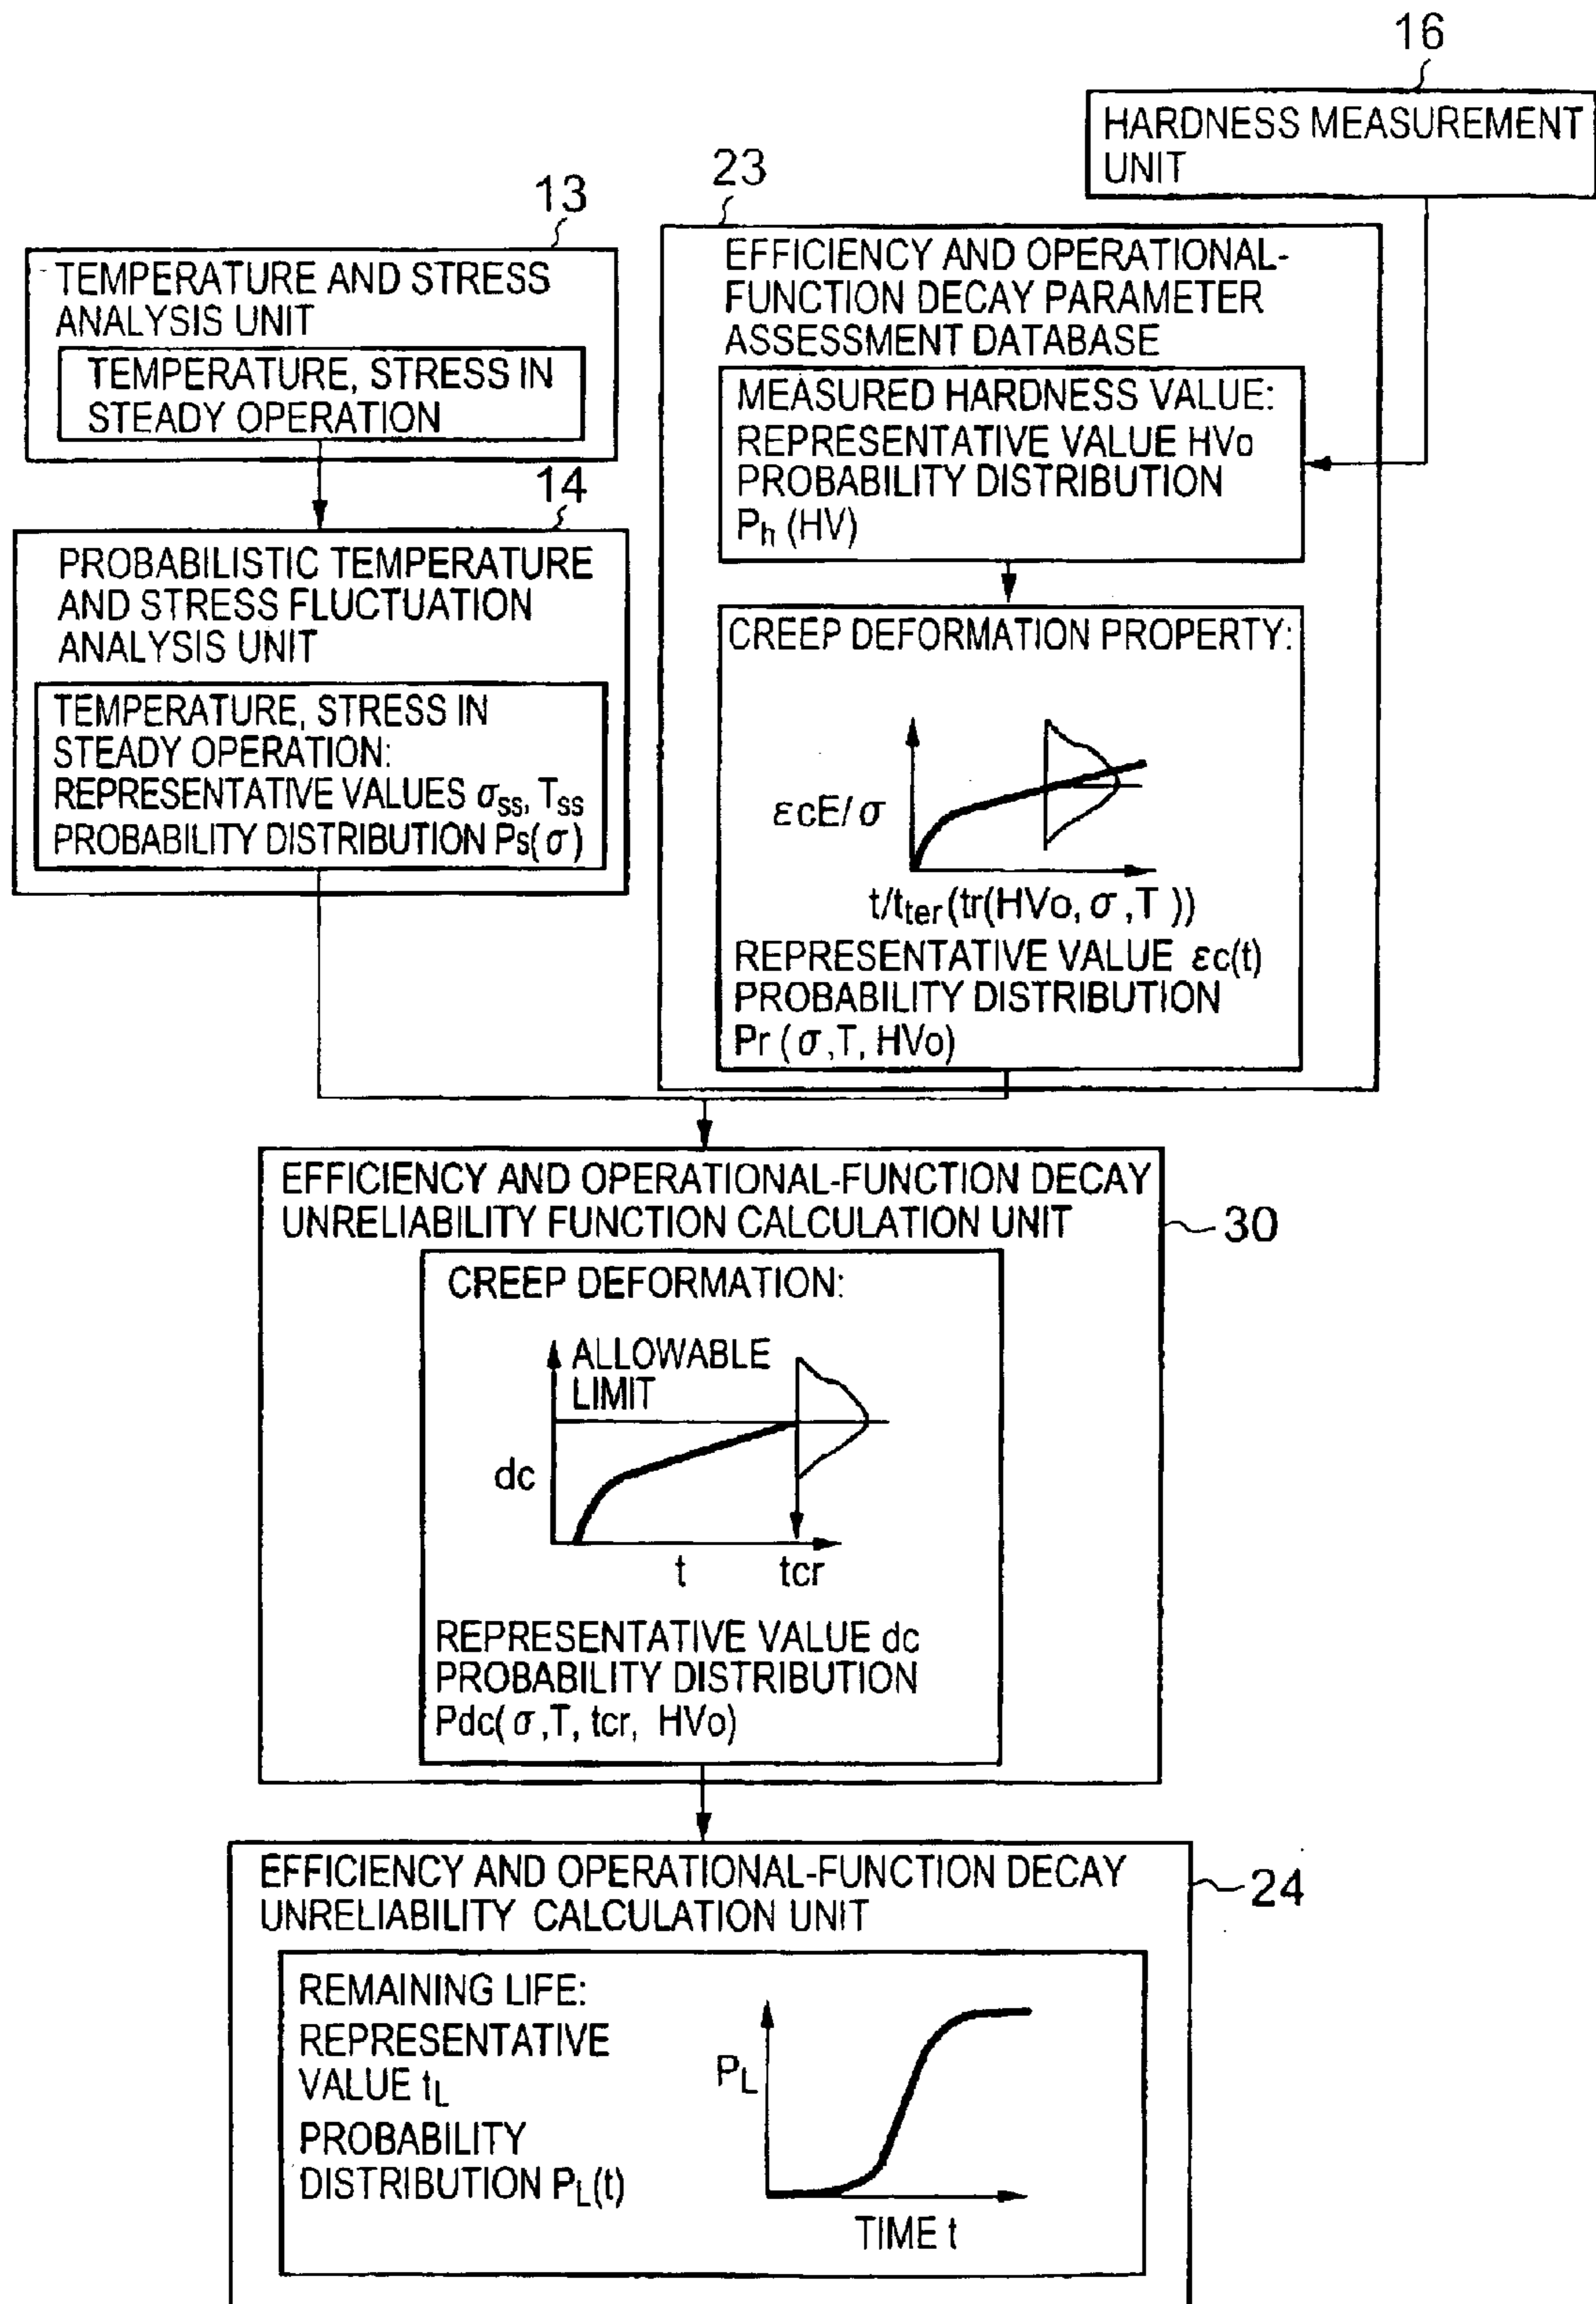 16
HARDNESS MEASUREMENT
UNIT
23
EFFICIENCY AND OPERATIONAL-
FUNCTION DECAY PARAMETER
ASSESSMENT DATABASE
MEASURED HARDNESS VALUE:
REPRESENTATIVE VALUE HVo
PROBABILITY DISTRIBUTION
Ph (HV)
CREEP DEFORMATION PROPERTY:
εcE/σ
t/tter(tr(HVo, σ,T ))
REPRESENTATIVE VALUE εc(t)
PROBABILITY DISTRIBUTION
Pr (σ,T, HVo)
13
TEMPERATURE AND STRESS
ANALYSIS UNIT
TEMPERATURE, STRESS IN
STEADY OPERATION
14
PROBABILISTIC TEMPERATURE
AND STRESS FLUCTUATION
ANALYSIS UNIT
TEMPERATURE, STRESS IN
STEADY OPERATION:
REPRESENTATIVE VALUES σss, Tss
PROBABILITY DISTRIBUTION Ps(σ)
EFFICIENCY AND OPERATIONAL-FUNCTION DECAY
UNRELIABILITY FUNCTION CALCULATION UNIT
30
CREEP DEFORMATION:
ALLOWABLE
LIMIT
dc
t
tcr
REPRESENTATIVE VALUE dc
PROBABILITY DISTRIBUTION
Pdc(σ,T, tcr, HVo)
EFFICIENCY AND OPERATIONAL-FUNCTION DECAY
UNRELIABILITY CALCULATION UNIT
24
REMAINING LIFE:
REPRESENTATIVE
VALUE tL
PROBABILITY
DISTRIBUTION PL(t)
PL
TIME t